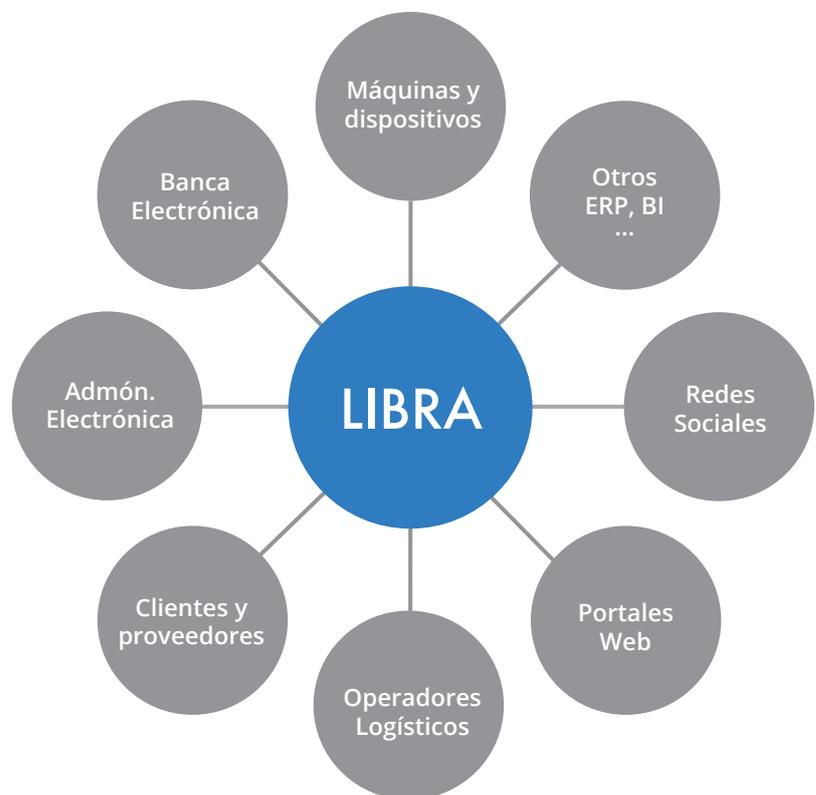 Máquinas y
dispositivos
Otros
ERP, BI
...
Redes
Sociales
Portales
Web
Operadores
Logísticos
Clientes y
proveedores
Admón.
Electrónica
Banca
Electrónica
LIBRA